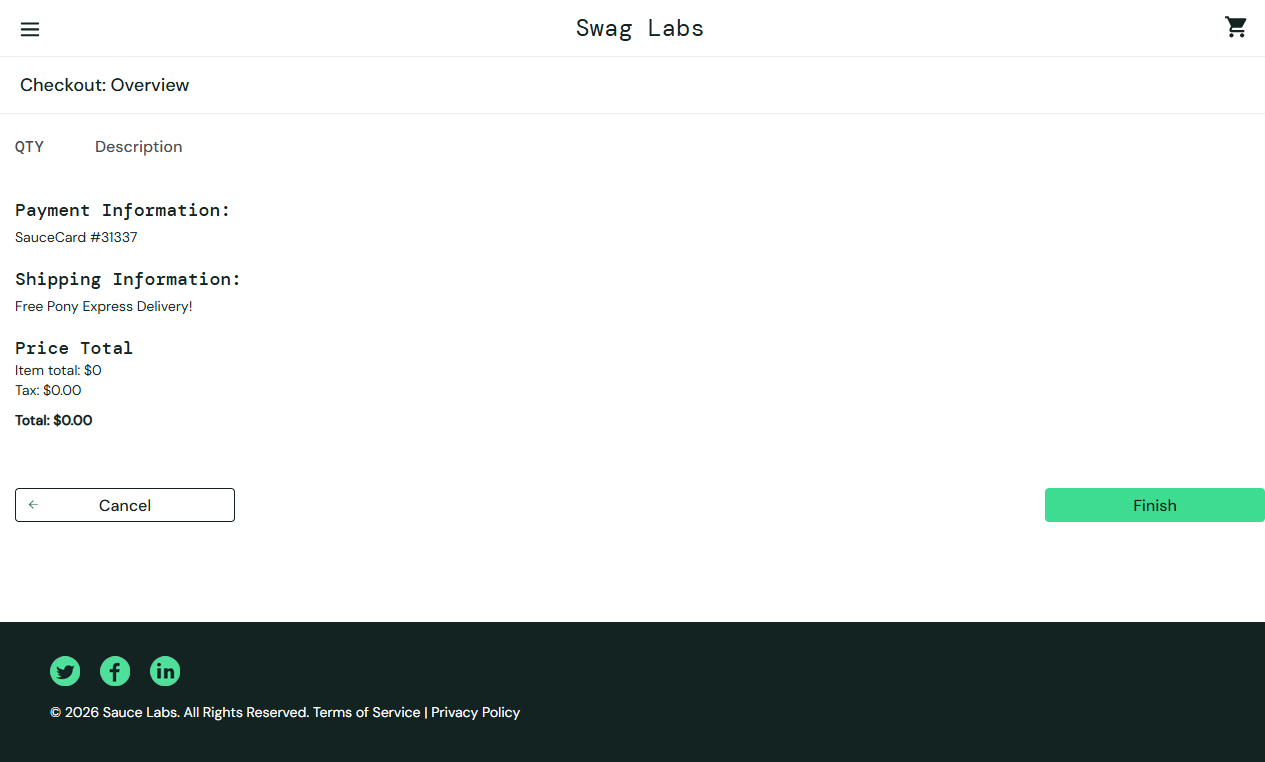 Swag Labs
Checkout: Overview
QTY Description
Payment Information:
SauceCard #31337
Shipping Information:
Free Pony Express Delivery!
Price Total
Item total: $0
Tax: $0.00
Total: $0.00
Cancel
Finish
© 2026 Sauce Labs. All Rights Reserved. Terms of Service | Privacy Policy